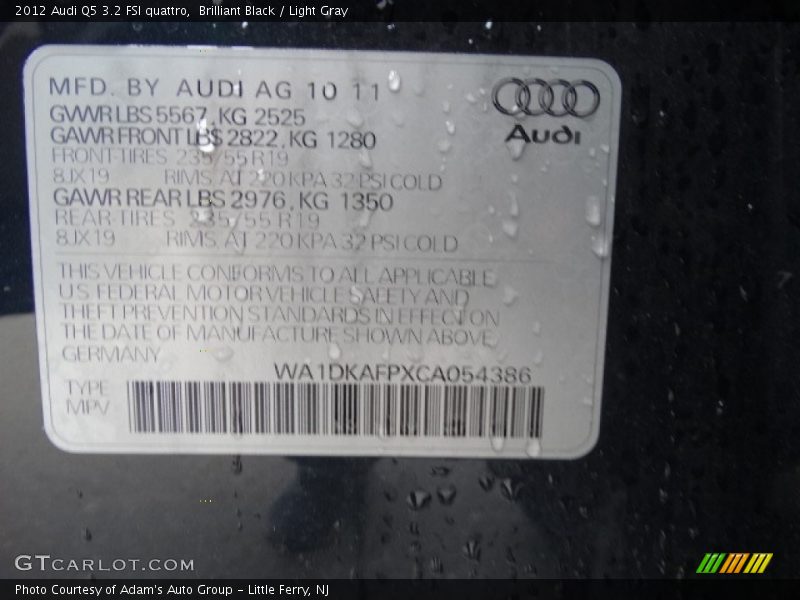 2012 Audi Q5 3.2 FSI quattro,  Brilliant Black / Light Gray
MFD. BY AUDI AG 10 11
GVWR LBS 5567, KG 2525
GAWR FRONT LBS 2822, KG 1280
FRONT-TIRES 235/55 R19
8JX19 RIMS, AT 220 KPA 32 PSI COLD
GAWR REAR LBS 2976, KG 1350
REAR-TIRES 235/55 R19
8JX19 RIMS, AT 220 KPA 32 PSI COLD
Audi
THIS VEHICLE CONFORMS TO ALL APPLICABLE
U.S. FEDERAL MOTOR VEHICLE SAFETY AND
THEFT PREVENTION STANDARDS IN EFFECT ON
THE DATE OF MANUFACTURE SHOWN ABOVE
GERMANY
WA1DKAFPXCA054386
TYPE
MPV
GTCARLOT.COM
Photo Courtesy of Adam's Auto Group - Little Ferry, NJ